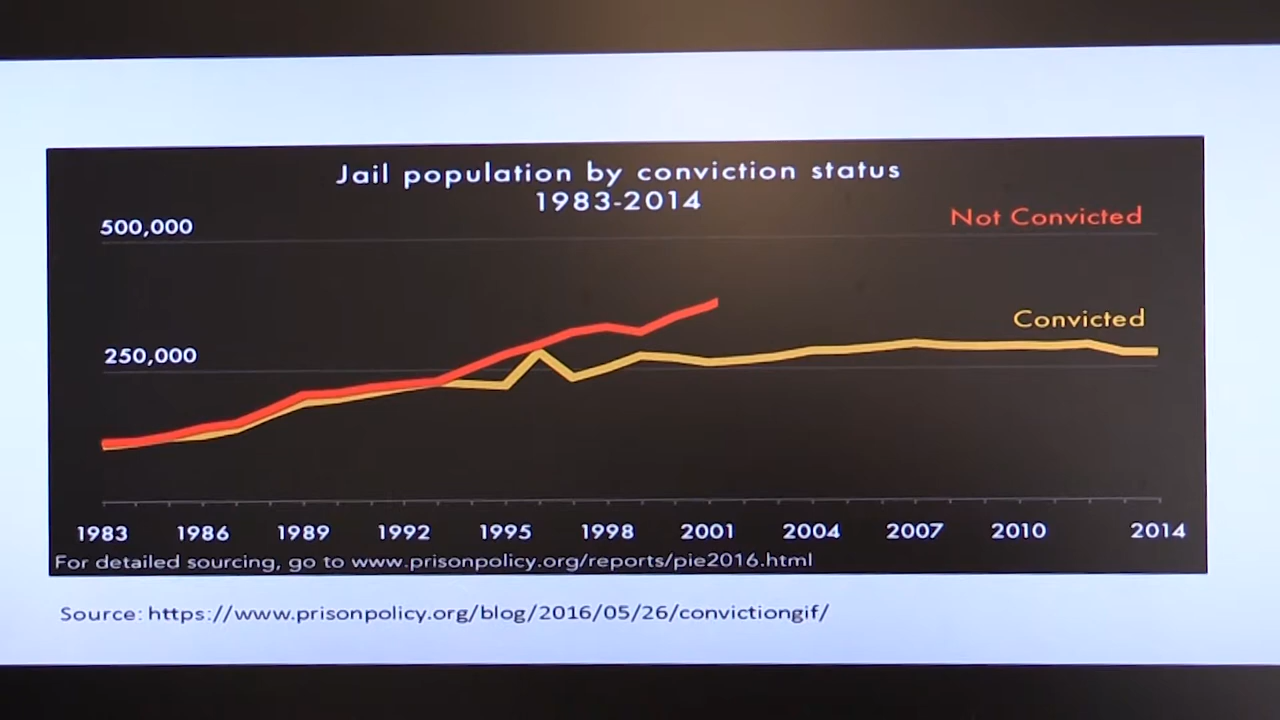 Jail population by conviction status
1983-2014
500,000
Not Convicted
Convicted
250,000
1983 1986 1989 1992 1995 1998 2001 2004 2007 2010 2014
For detailed sourcing, go to www.prisonpolicy.org/reports/pie2016.html
Source: https://www.prisonpolicy.org/blog/2016/05/26/convictiongif/